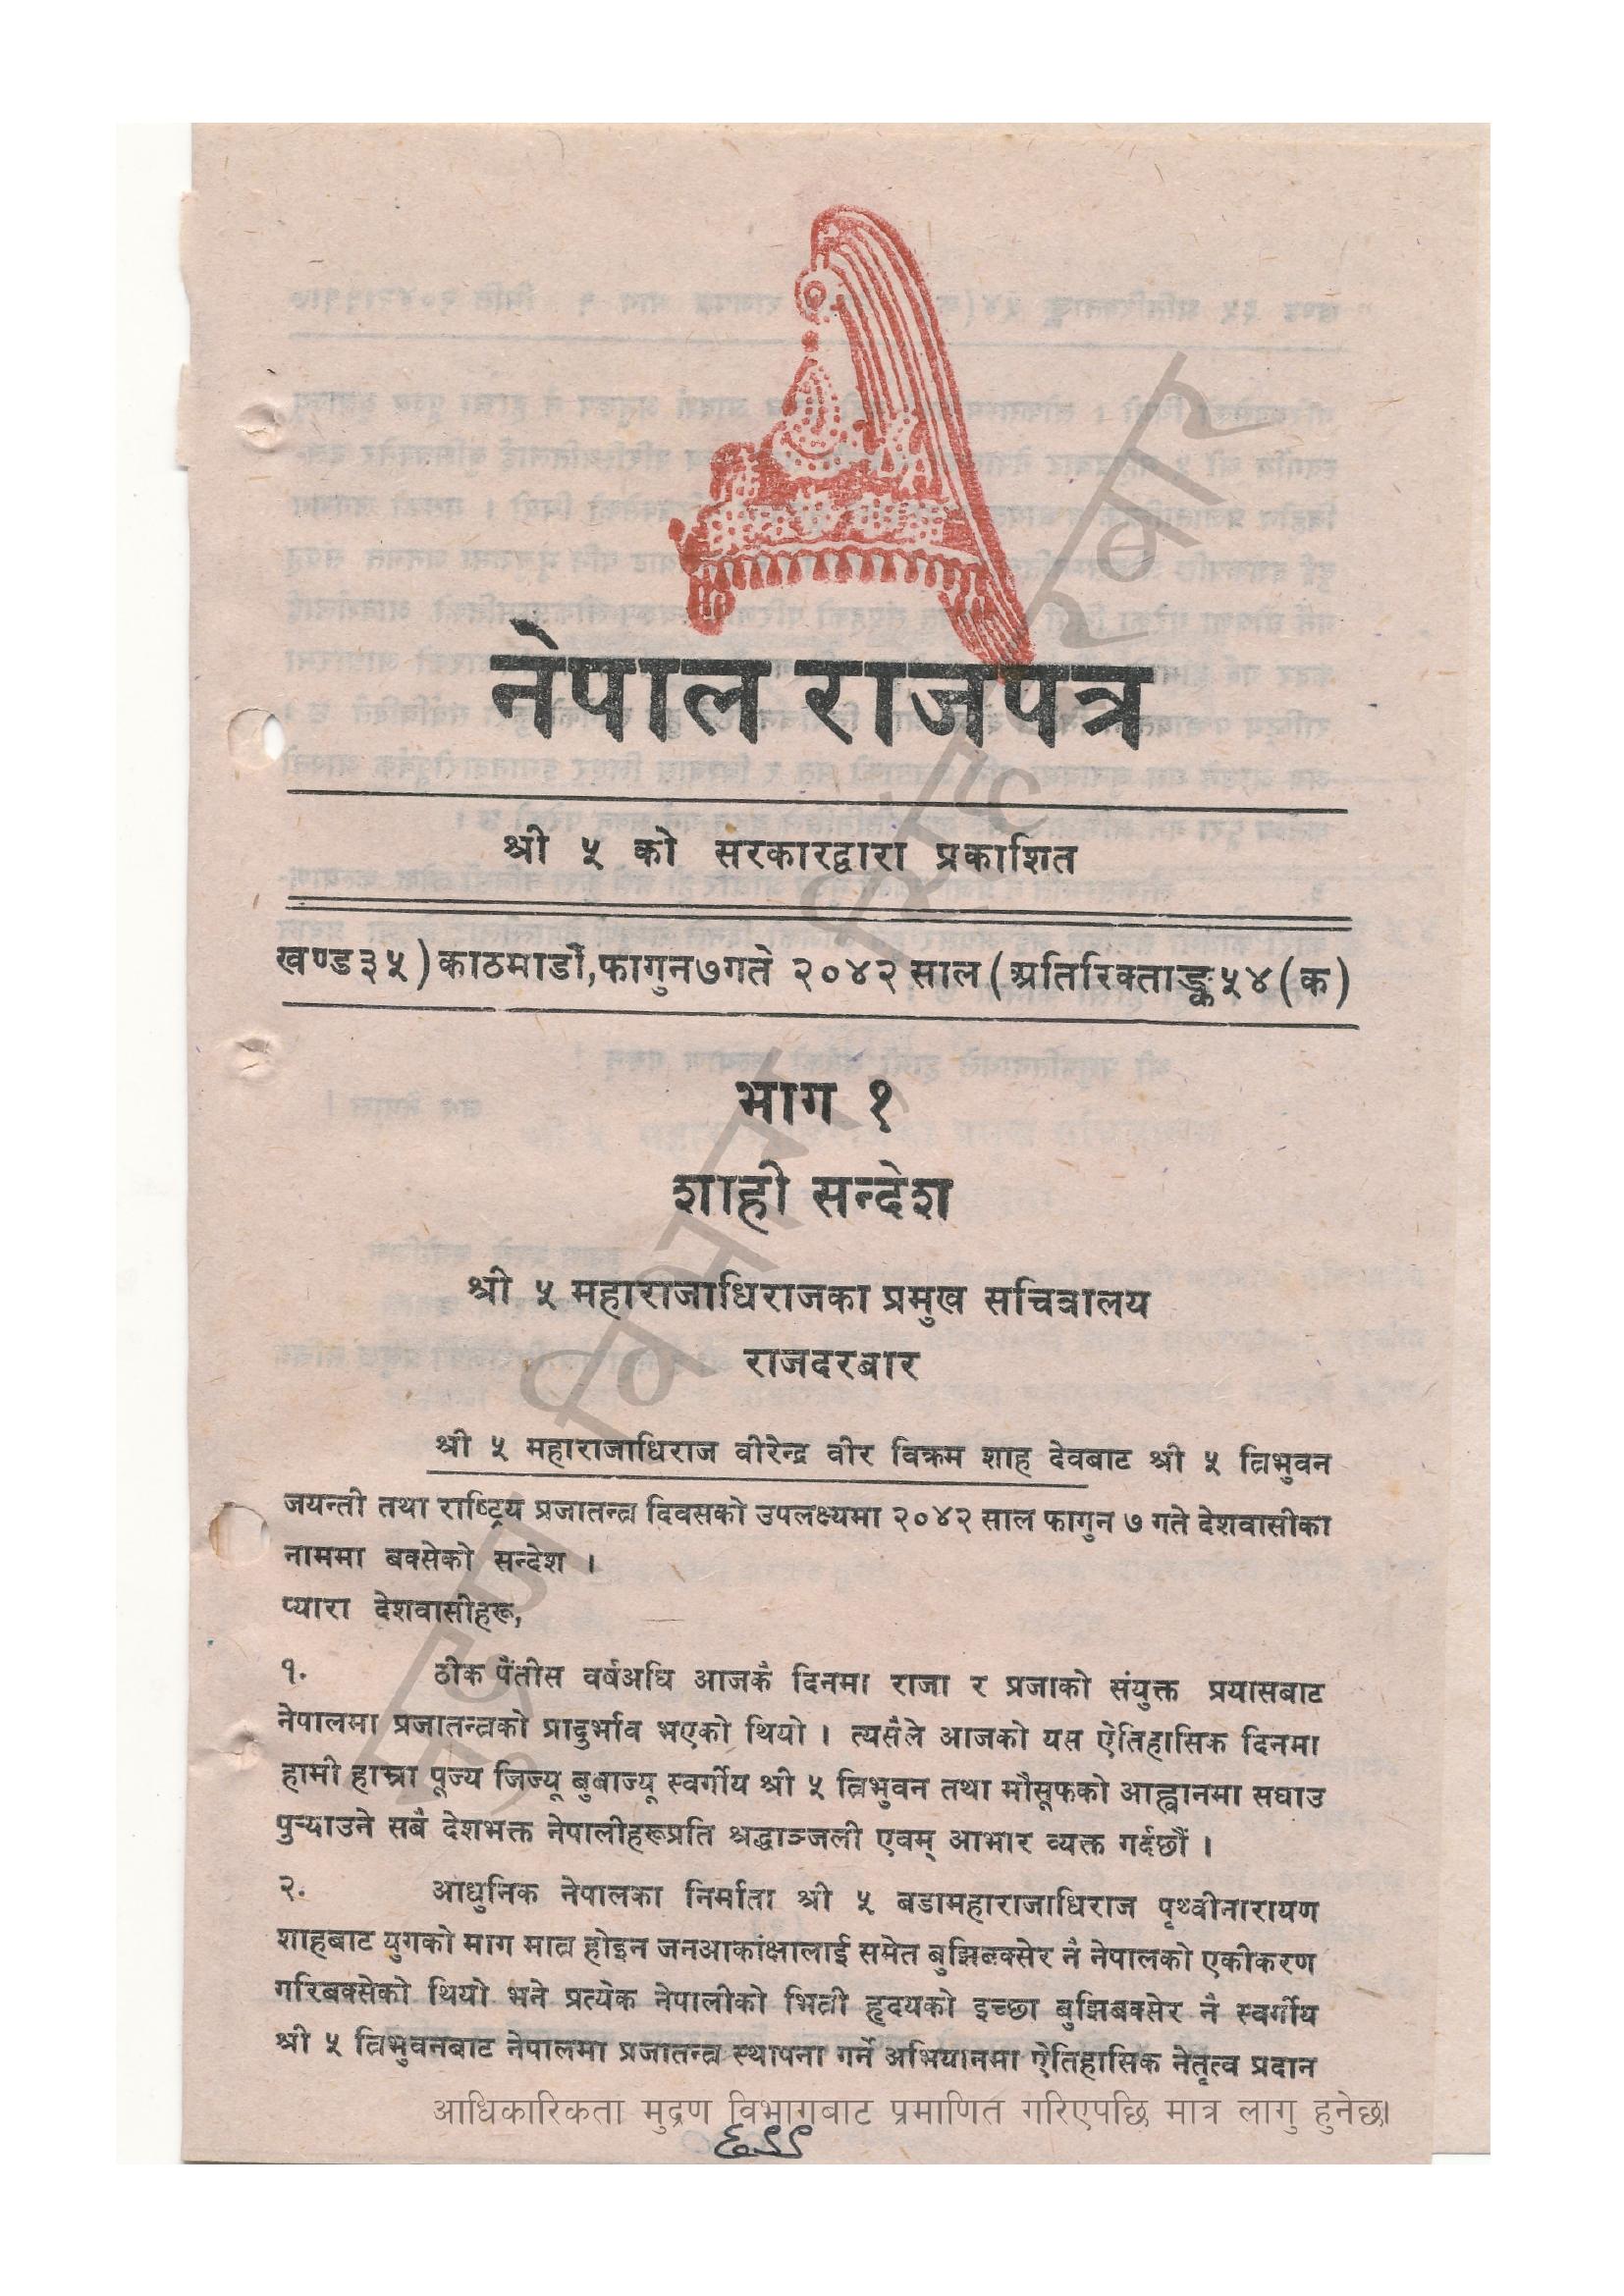 नेपाल राजपत्र
श्री ५ को सरकारद्वारा प्रकाशित
खण्ड ३५) काठमाडौं, फागुन ७ गते २०४२ साल (अतिरिक्ताङ्क ५४ (क)
भाग १
शाही सन्देश
श्री ५ महाराजाधिराजका प्रमुख सचिवालय
राजदरबार
श्री ५ महाराजाधिराज वीरेन्द्र वीर विक्रम शाह देवबाट श्री ५ त्रिभुवन
जयन्ती तथा राष्ट्रिय प्रजातन्त्र दिवसको उपलक्ष्यमा २०४२ साल फागुन ७ गते देशवासीका
नाममा बक्सेको सन्देश ।
प्यारा देशवासीहरू,
१. ठीक पैंतीस वर्षअघि आजकै दिनमा राजा र प्रजाको संयुक्त प्रयासबाट
नेपालमा प्रजातन्त्रको प्रादुर्भाव भएको थियो । त्यसैले आजको यस ऐतिहासिक दिनमा
हामी हाम्रा पूज्य जिज्यू बुबाज्यू स्वर्गीय श्री ५ त्रिभुवन तथा मौसूफको आह्वानमा सघाउ
पुर्‍याउने सबै देशभक्त नेपालीहरूप्रति श्रद्धाञ्जली एवम् आभार व्यक्त गर्दछौं ।
२. आधुनिक नेपालका निर्माता श्री ५ बडामहाराजाधिराज पृथ्वीनारायण
शाहबाट युगको माग मात्र होइन जनआकांक्षालाई समेत बुझिबक्सेर नै नेपालको एकीकरण
गरिबक्सेको थियो भने प्रत्येक नेपालीको भित्री हृदयको इच्छा बुझिबक्सेर नै स्वर्गीय
श्री ५ त्रिभुवनबाट नेपालमा प्रजातन्त्र स्थापना गर्ने अभियानमा ऐतिहासिक नेतृत्व प्रदान
आधिकारिकता मुद्रण विभागबाट प्रमाणित गरिएपछि मात्र लागु हुनेछ।
६९९